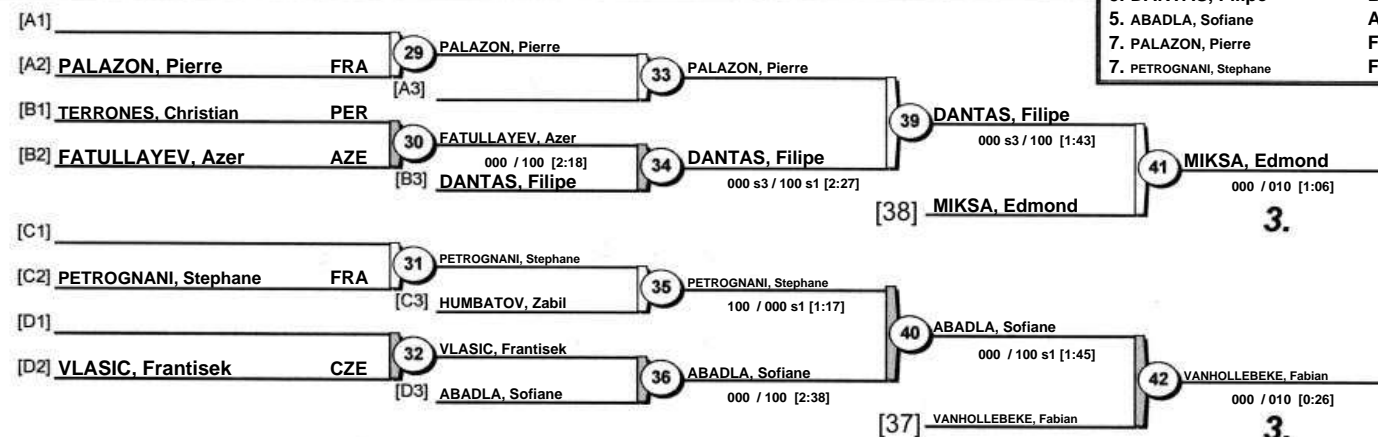 5. ABADLA, Sofiane A
7. PALAZON, Pierre F
7. PETROGNANI, Stephane F
[A1]
[A2] PALAZON, Pierre FRA
29 PALAZON, Pierre
[A3]
33 PALAZON, Pierre
[B1] TERRONES, Christian PER
[B2] FATULLAYEV, Azer AZE
30 FATULLAYEV, Azer
000 / 100 [2:18]
[B3] DANTAS, Filipe
34 DANTAS, Filipe
000 s3 / 100 s1 [2:27]
39 DANTAS, Filipe
000 s3 / 100 [1:43]
[38] MIKSA, Edmond
41 MIKSA, Edmond
000 / 010 [1:06]
3.
[C1]
[C2] PETROGNANI, Stephane FRA
31 PETROGNANI, Stephane
[C3] HUMBATOV, Zabil
35 PETROGNANI, Stephane
100 / 000 s1 [1:17]
[D1]
[D2] VLASIC, Frantisek CZE
32 VLASIC, Frantisek
[D3] ABADLA, Sofiane
36 ABADLA, Sofiane
000 / 100 [2:38]
40 ABADLA, Sofiane
000 / 100 s1 [1:45]
[37] VANHOLLEBEKE, Fabian
42 VANHOLLEBEKE, Fabian
000 / 010 [0:26]
3.